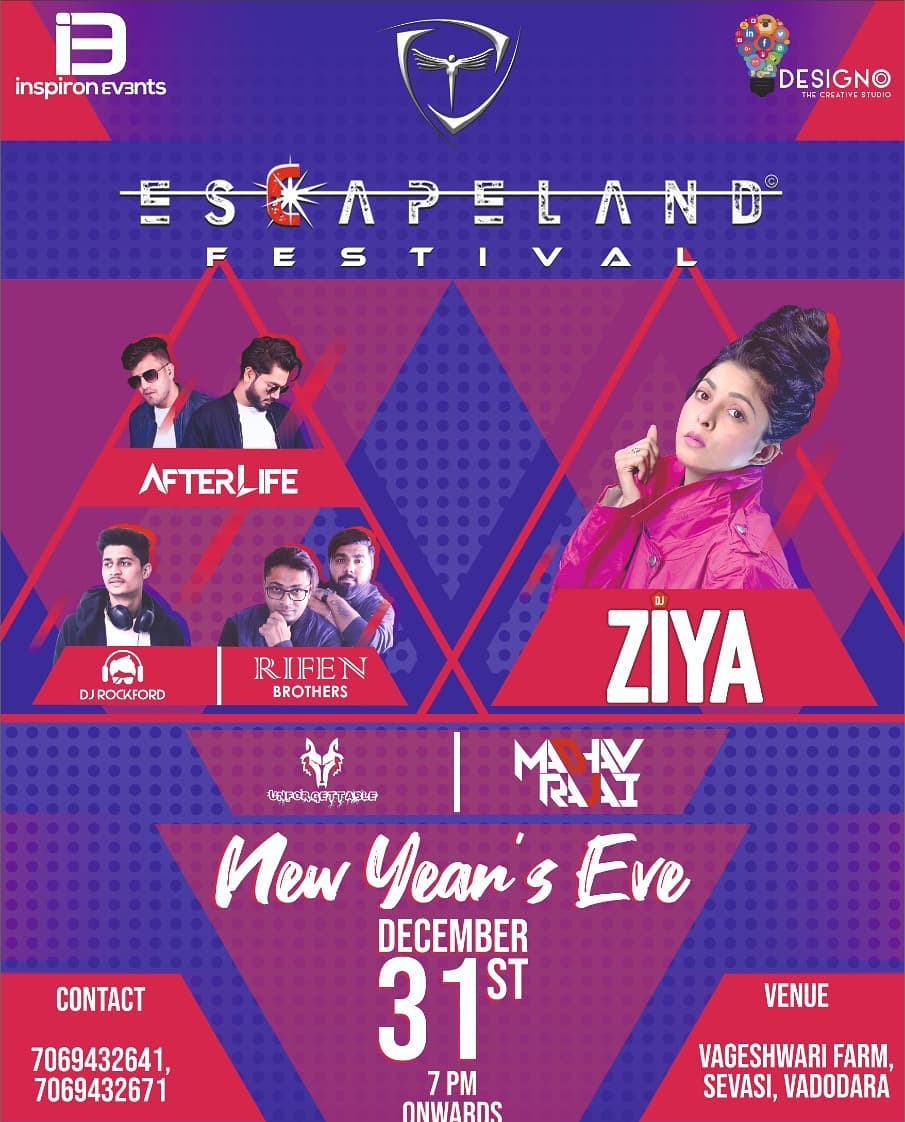 inspiron EVENTS
DESIGNO
THE CREATIVE STUDIO
ESCAPELAND©
FESTIVAL
AFTERLIFE
DJ ROCKFORD
RIFEN
BROTHERS
DJ
ZIYA
UNFORGETTABLE
MADHAV
RAJAI
New Year's Eve
DECEMBER
31ST
7 PM
ONWARDS
CONTACT
7069432641,
7069432671
VENUE
VAGESHWARI FARM,
SEVASI, VADODARA